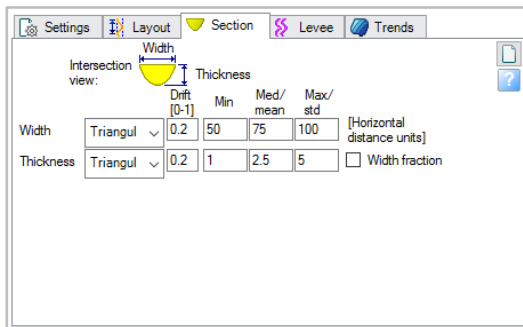 Settings Layout Section Levee Trends
Width
Intersection view:
Thickness
Drift [0-1] Min Med/ mean Max/ std
Width Triangul 0.2 50 75 100 [Horizontal distance units]
Thickness Triangul 0.2 1 2.5 5 Width fraction
?